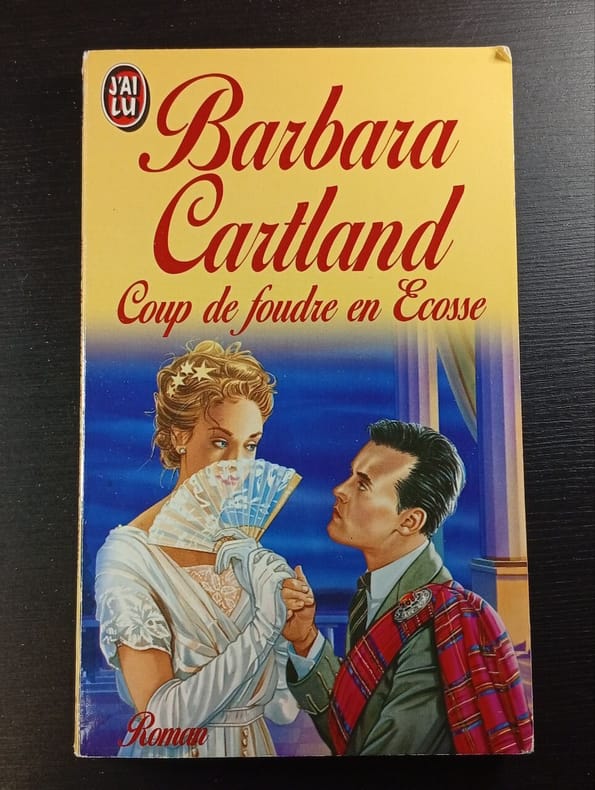 J'AI
LU
Barbara
Cartland
Coup de foudre en Ecosse
Roman